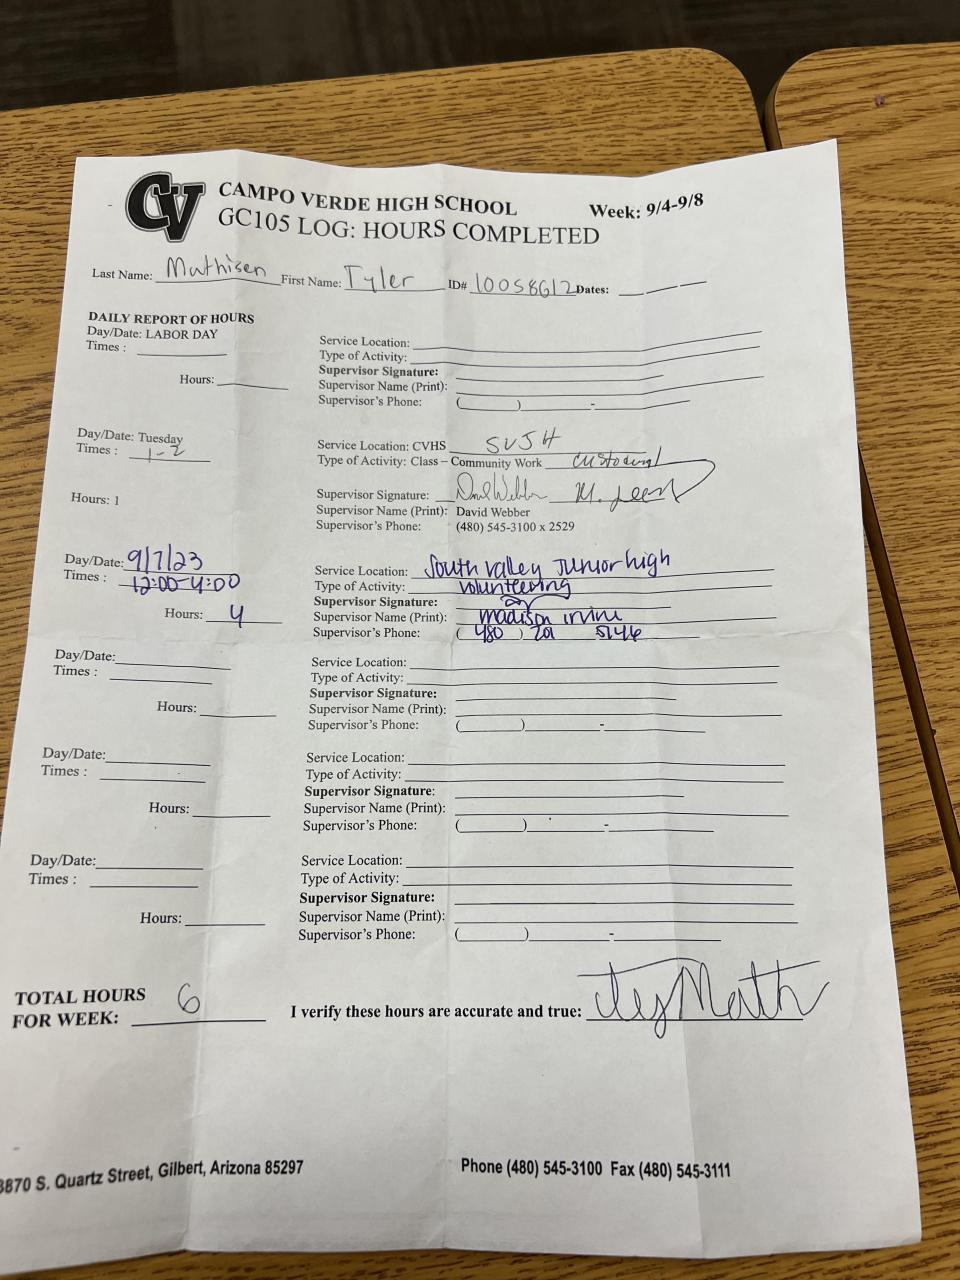 CV
CAMPO VERDE HIGH SCHOOL
Week: 9/4-9/8
GC105 LOG: HOURS COMPLETED
Last Name: Mathisen First Name: Tyler ID# 10058612 Dates:
DAILY REPORT OF HOURS
Day/Date: LABOR DAY
Times :
Hours:
Service Location:
Type of Activity:
Supervisor Signature:
Supervisor Name (Print):
Supervisor's Phone: ( ) -
Day/Date: Tuesday
Times : 1-2
Hours: 1
Service Location: CVHS SVJH
Type of Activity: Class – Community Work custodial
Supervisor Signature: David Webber M.
Supervisor Name (Print): David Webber
Supervisor's Phone: (480) 545-3100 x 2529
Day/Date: 9/7/23
Times : 12:00-4:00
Hours: 4
Service Location: South valley Junior high
Type of Activity: volunteering
Supervisor Signature:
Supervisor Name (Print): madison irvine
Supervisor's Phone: ( 480 ) 201 5146
Day/Date:
Times :
Hours:
Service Location:
Type of Activity:
Supervisor Signature:
Supervisor Name (Print):
Supervisor's Phone: ( ) -
Day/Date:
Times :
Hours:
Service Location:
Type of Activity:
Supervisor Signature:
Supervisor Name (Print):
Supervisor's Phone: ( ) -
Day/Date:
Times :
Hours:
Service Location:
Type of Activity:
Supervisor Signature:
Supervisor Name (Print):
Supervisor's Phone: ( ) -
TOTAL HOURS
FOR WEEK: 6
I verify these hours are accurate and true: Ty Math
3870 S. Quartz Street, Gilbert, Arizona 85297
Phone (480) 545-3100 Fax (480) 545-3111